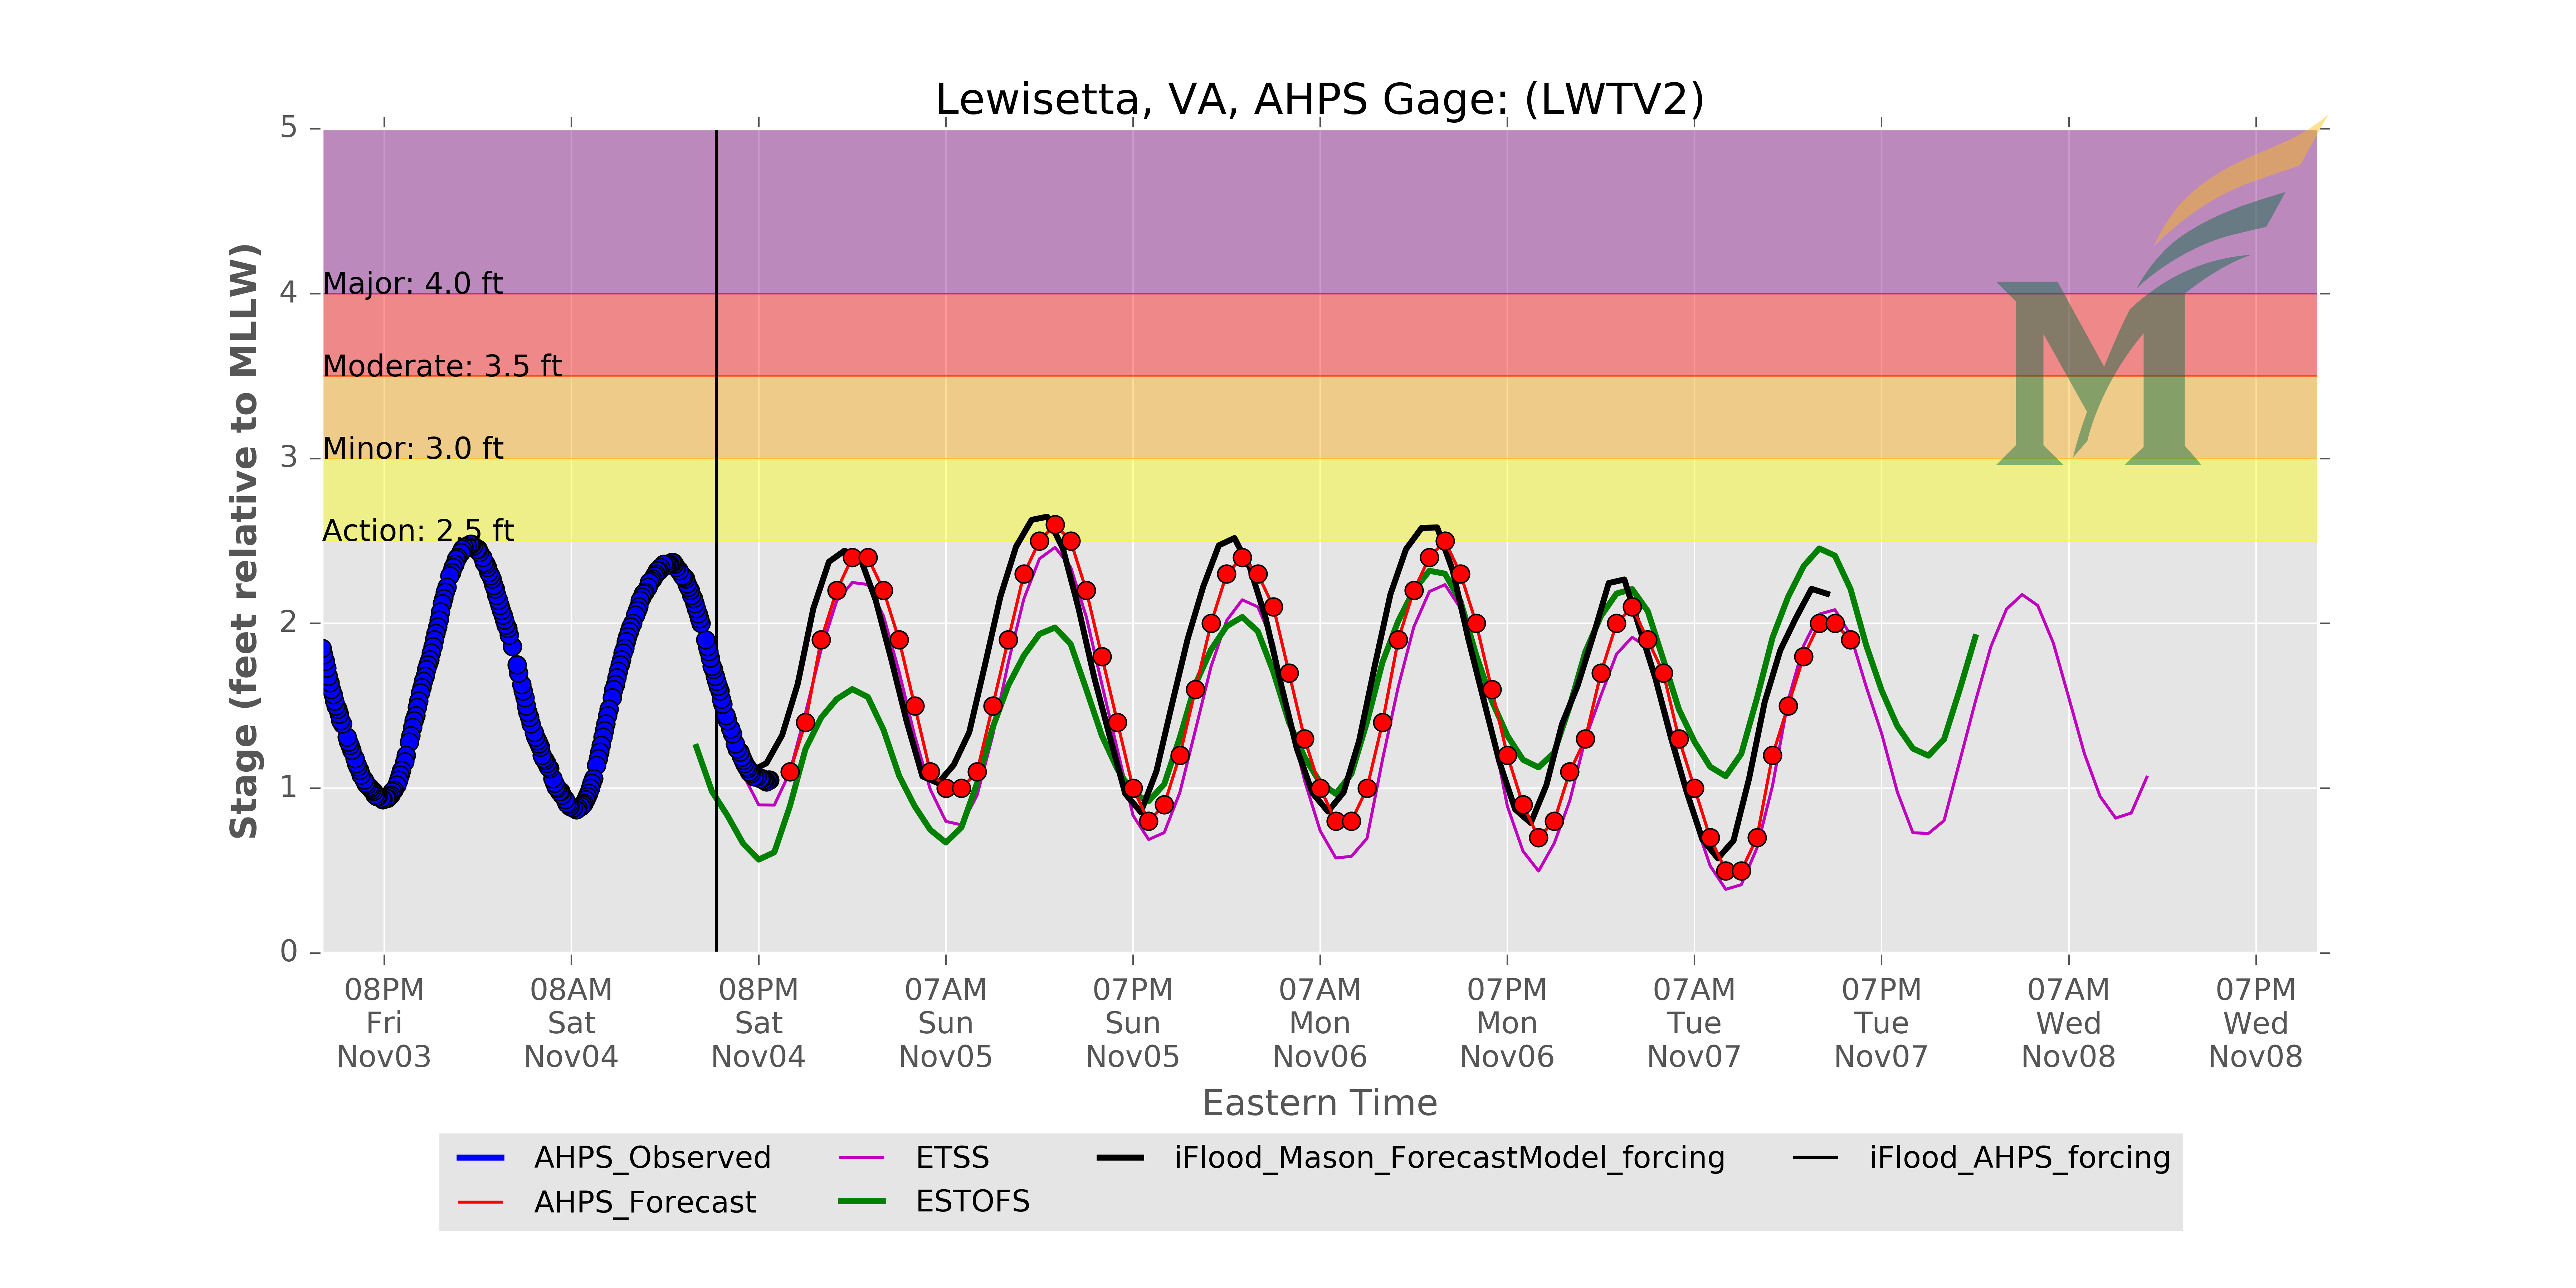 Lewisetta, VA, AHPS Gage: (LWTV2)
Stage (feet relative to MLLW)
5
4
3
2
1
0
Major: 4.0 ft
Moderate: 3.5 ft
Minor: 3.0 ft
Action: 2.5 ft
M
08PM 08AM 08PM 07AM 07PM 07AM 07PM 07AM 07PM 07AM 07PM
Fri Sat Sat Sun Sun Mon Mon Tue Tue Wed Wed
Nov03 Nov04 Nov04 Nov05 Nov05 Nov06 Nov06 Nov07 Nov07 Nov08 Nov08
Eastern Time
AHPS_Observed ETSS iFlood_Mason_ForecastModel_forcing iFlood_AHPS_forcing
AHPS_Forecast ESTOFS